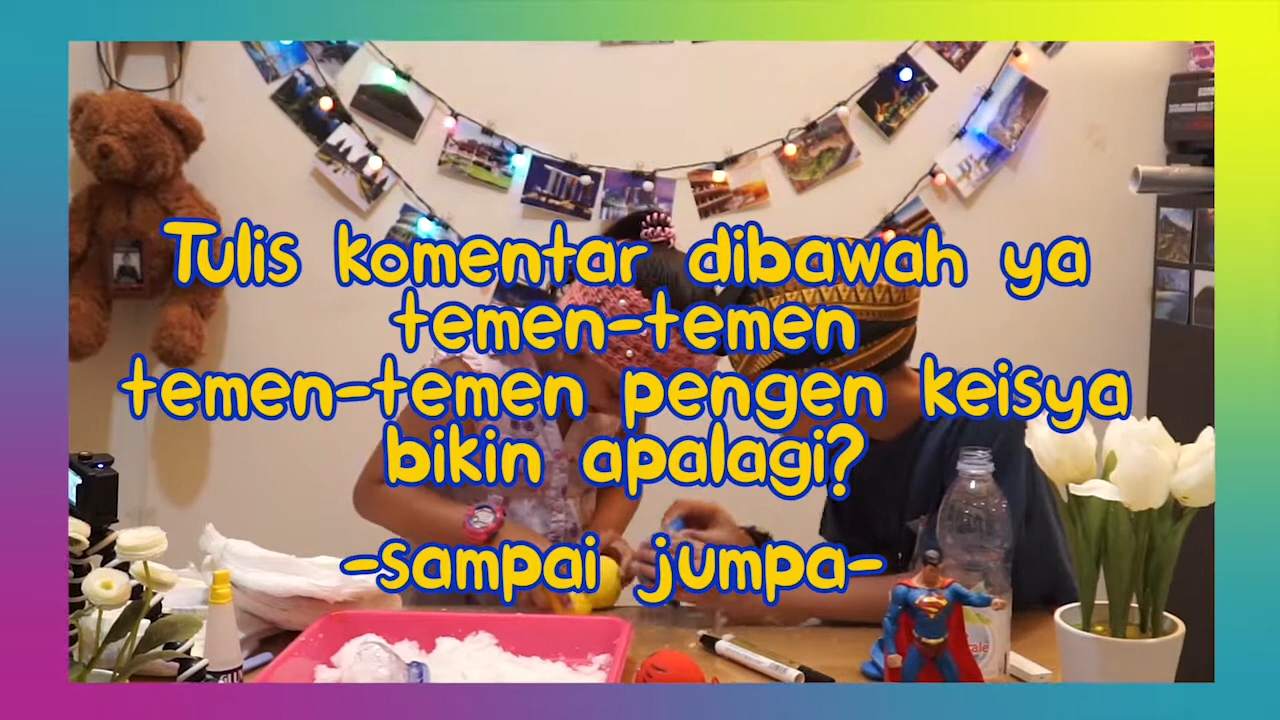 Tulis komentar dibawah ya
temen-temen
temen-temen pengen keisya
bikin apalagi?
-sampai jumpa-